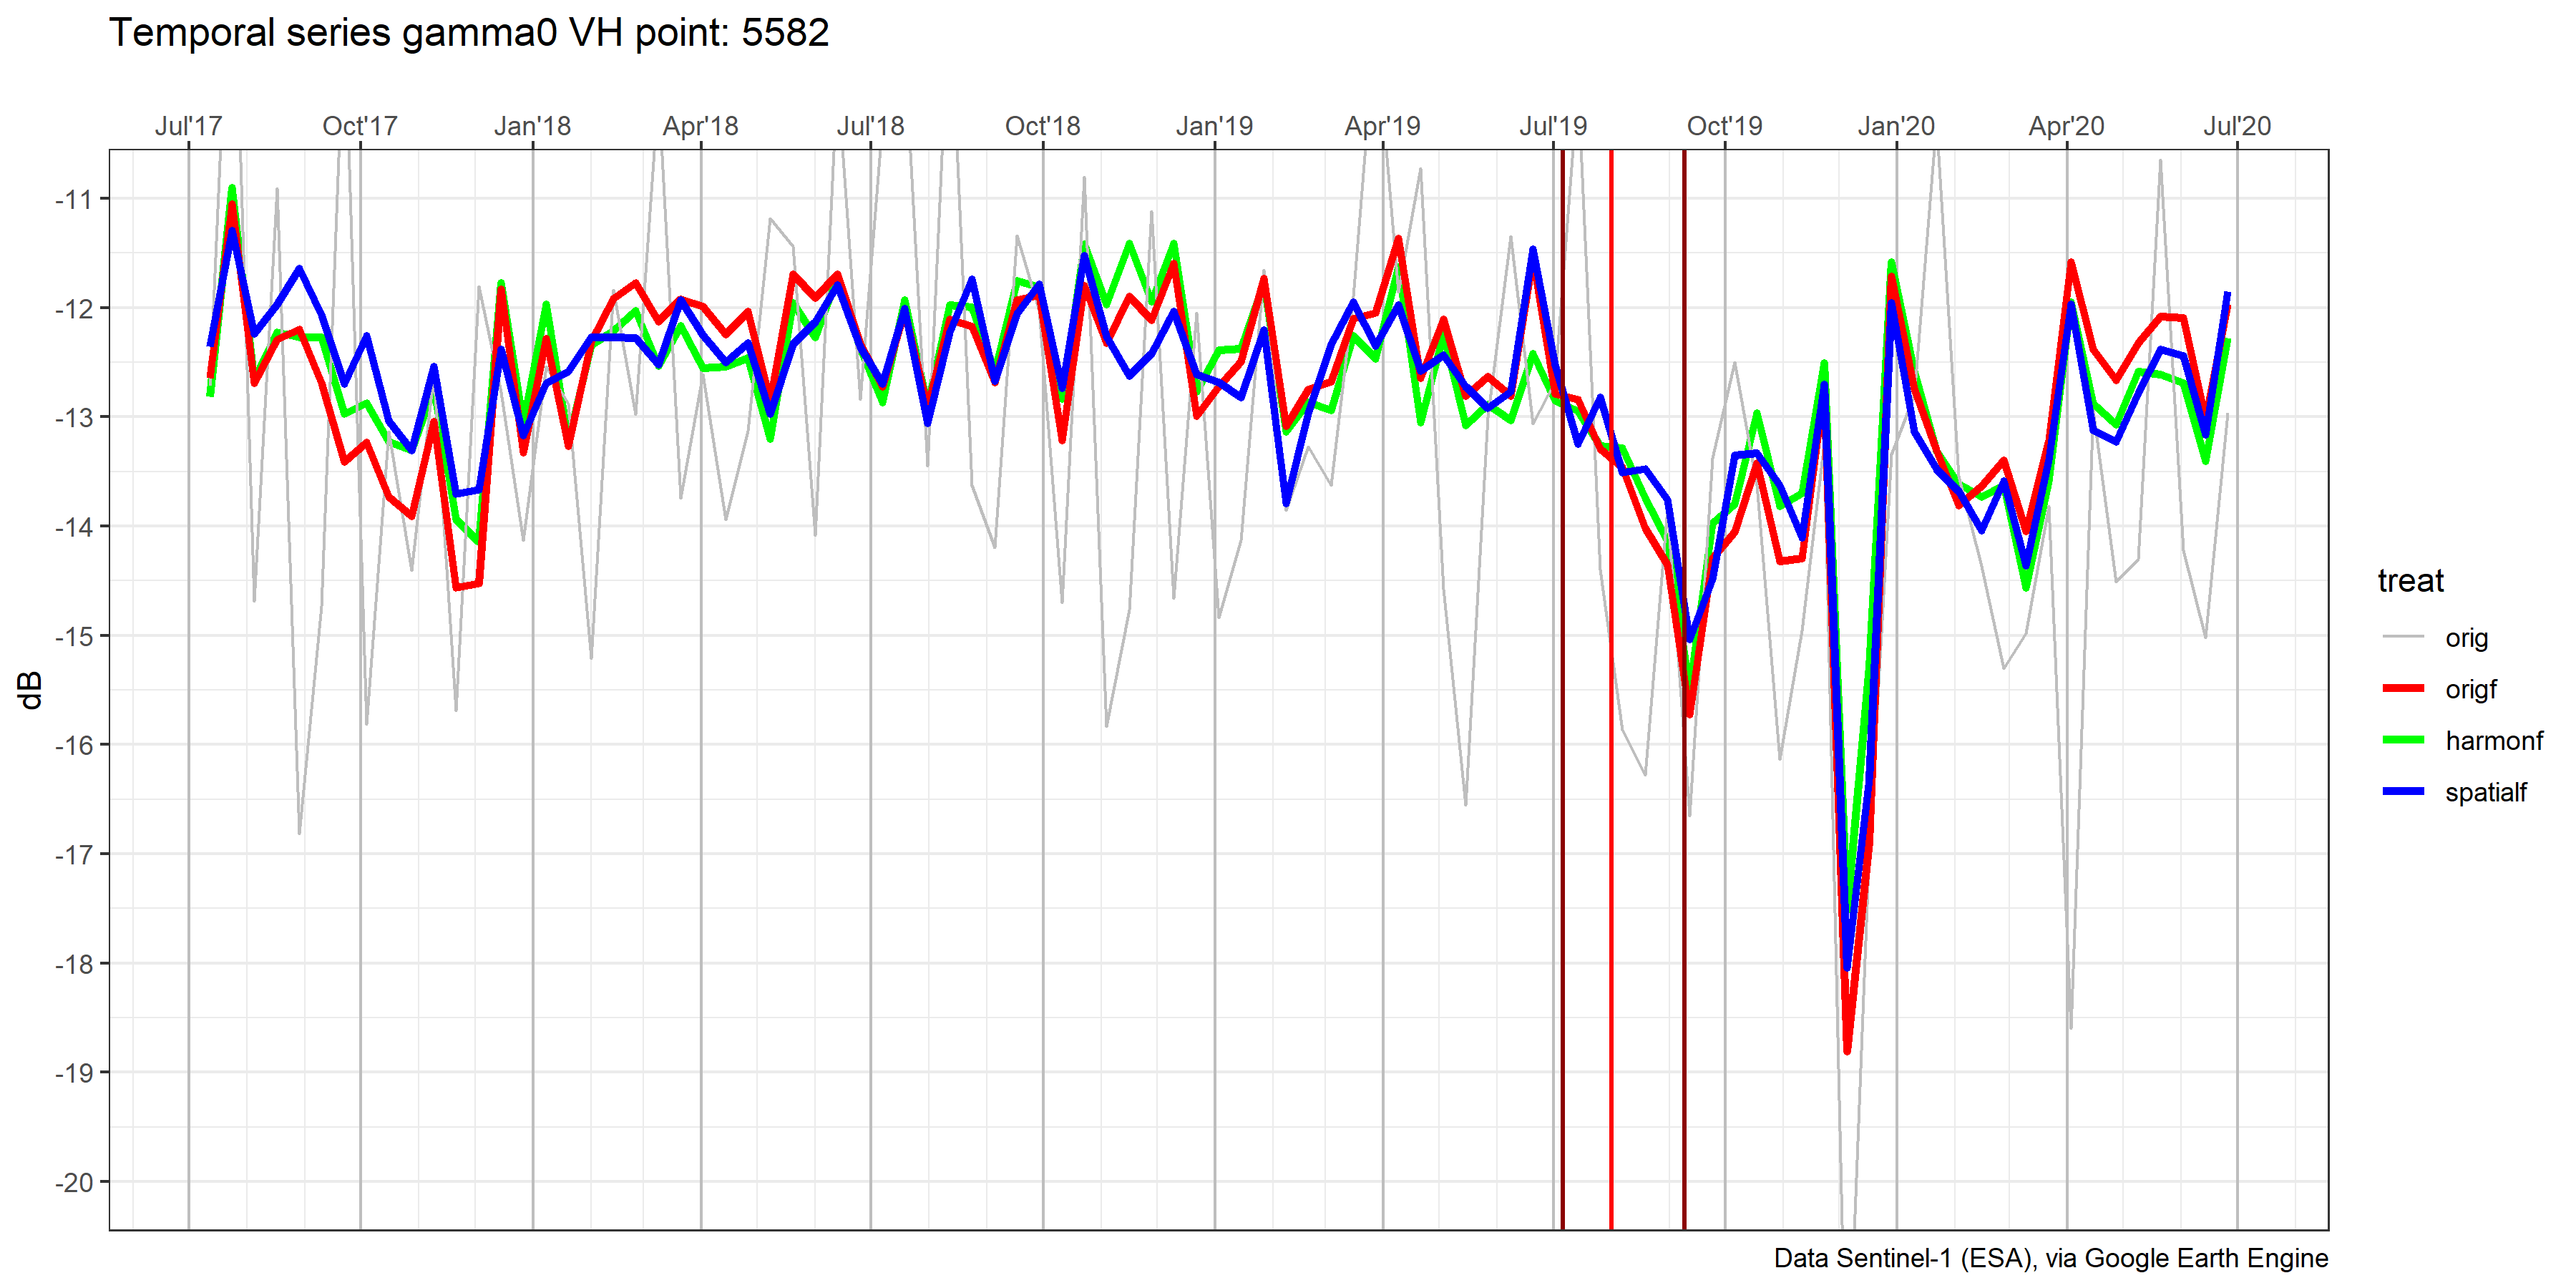 Temporal series gamma0 VH point: 5582
Jul'17 Oct'17 Jan'18 Apr'18 Jul'18 Oct'18 Jan'19 Apr'19 Jul'19 Oct'19 Jan'20 Apr'20 Jul'20
-11
-12
-13
-14
-15
-16
-17
-18
-19
-20
dB
treat
orig
origf
harmonf
spatialf
Data Sentinel-1 (ESA), via Google Earth Engine